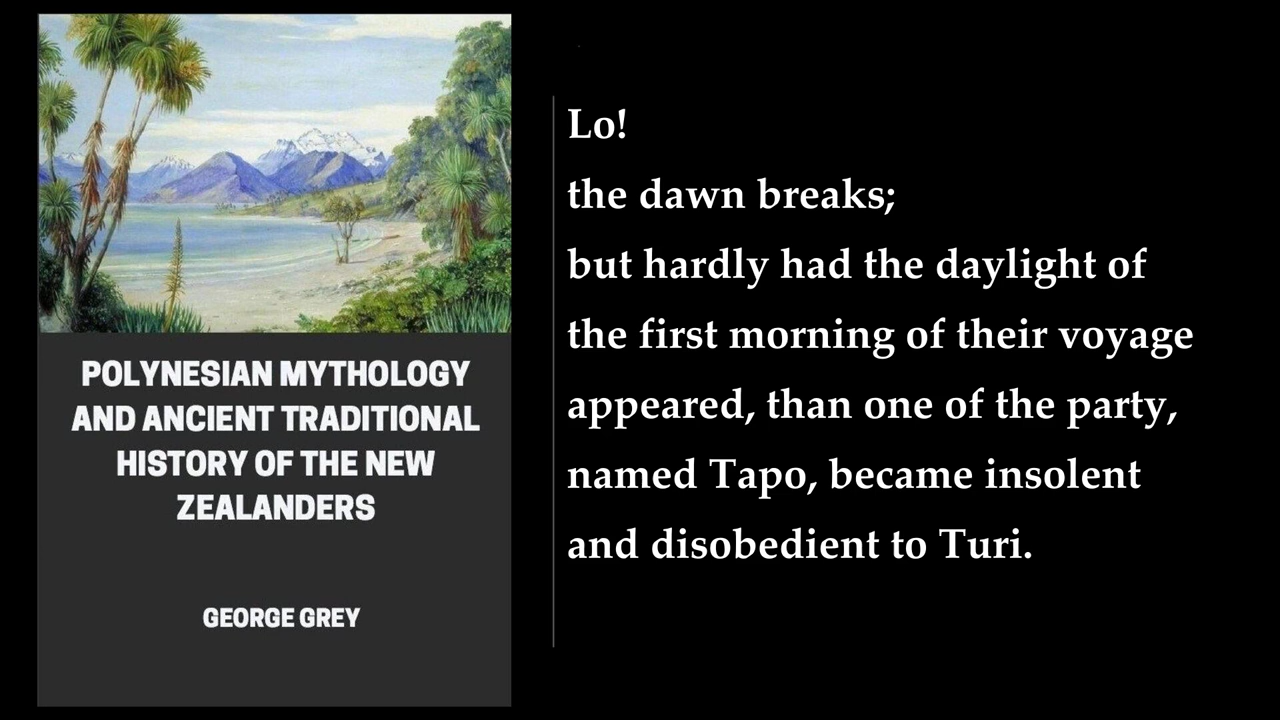 POLYNESIAN MYTHOLOGY
AND ANCIENT TRADITIONAL
HISTORY OF THE NEW
ZEALANDERS
GEORGE GREY
Lo!
the dawn breaks;
but hardly had the daylight of
the first morning of their voyage
appeared, than one of the party,
named Tapo, became insolent
and disobedient to Turi.